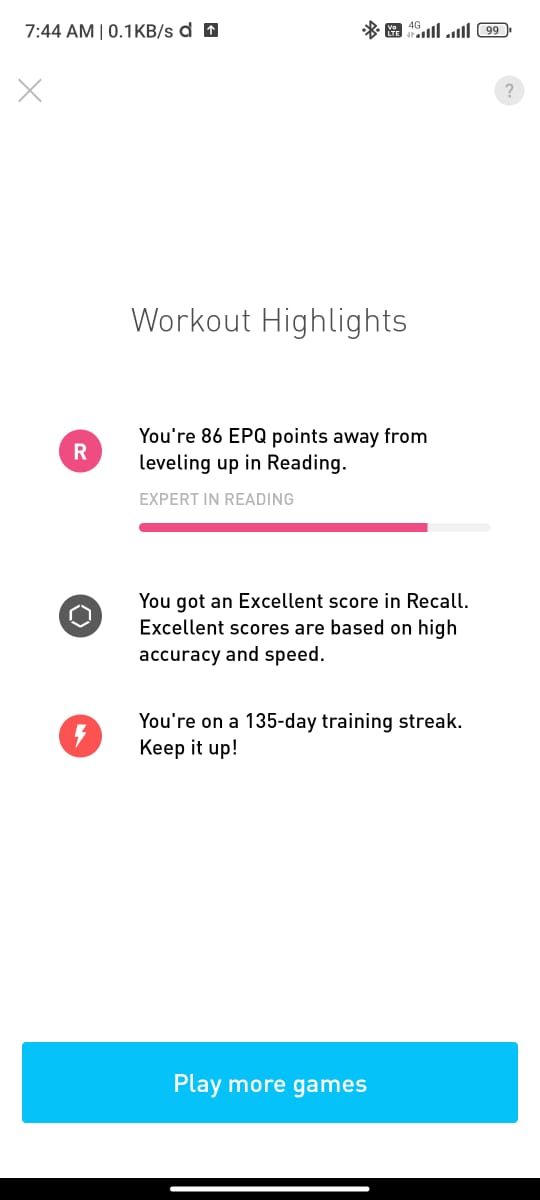 7:44 AM | 0.1KB/s d
Vo LTE 4G 99
?
Workout Highlights
R
You're 86 EPQ points away from
leveling up in Reading.
EXPERT IN READING
You got an Excellent score in Recall.
Excellent scores are based on high
accuracy and speed.
You're on a 135-day training streak.
Keep it up!
Play more games